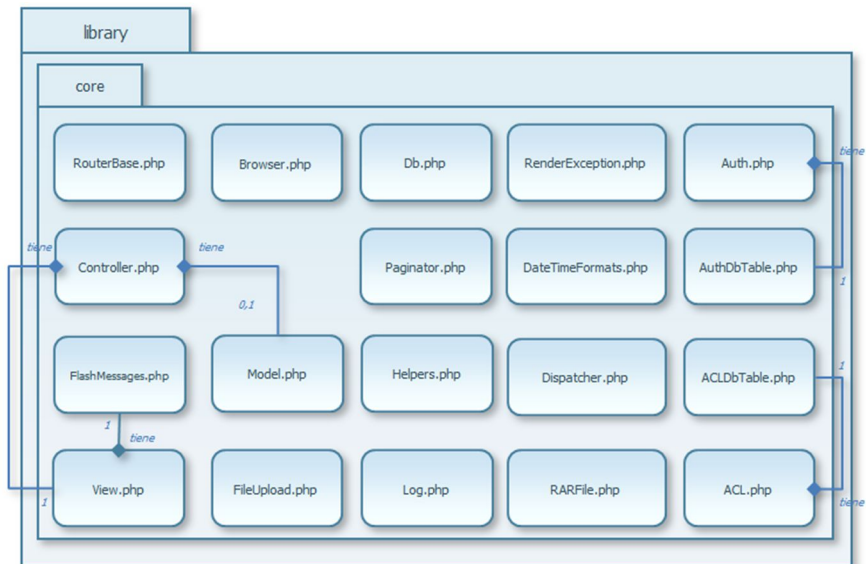 library
core
RouterBase.php
Browser.php
Db.php
RenderException.php
Auth.php
tiene
Controller.php
tiene
tiene
Paginator.php
DateTimeFormats.php
AuthDbTable.php
1
0,1
FlashMessages.php
Model.php
Helpers.php
Dispatcher.php
ACLDbTable.php
1
1
tiene
View.php
1
FileUpload.php
Log.php
RARFile.php
ACL.php
tiene